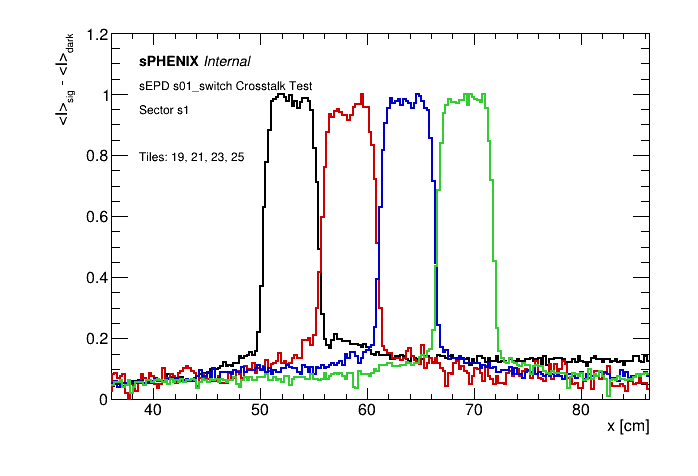 <I>sig - <I>dark
1.2
1
0.8
0.6
0.4
0.2
0
sPHENIX Internal
sEPD s01_switch Crosstalk Test
Sector s1
Tiles: 19, 21, 23, 25
40 50 60 70 80
x [cm]